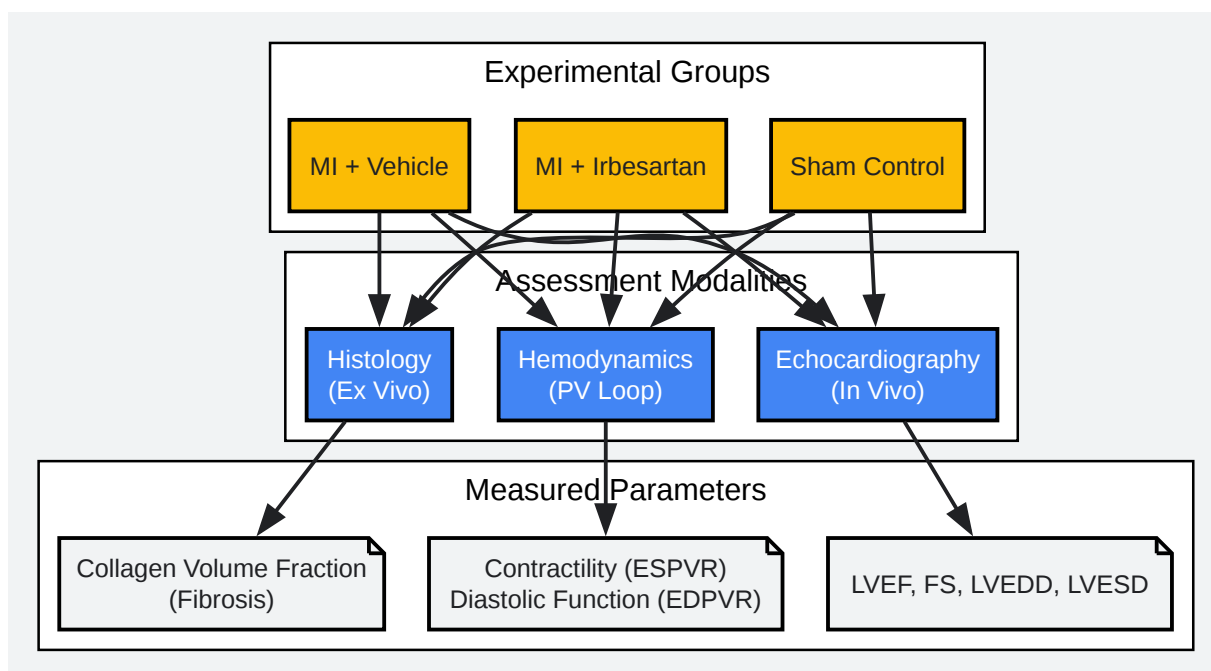 Experimental Groups
MI + Vehicle
MI + Irbesartan
Sham Control
Assessment Modalities
Histology
(Ex Vivo)
Hemodynamics
(PV Loop)
Echocardiography
(In Vivo)
Measured Parameters
Collagen Volume Fraction
(Fibrosis)
Contractility (ESPVR)
Diastolic Function (EDPVR)
LVEF, FS, LVEDD, LVESD